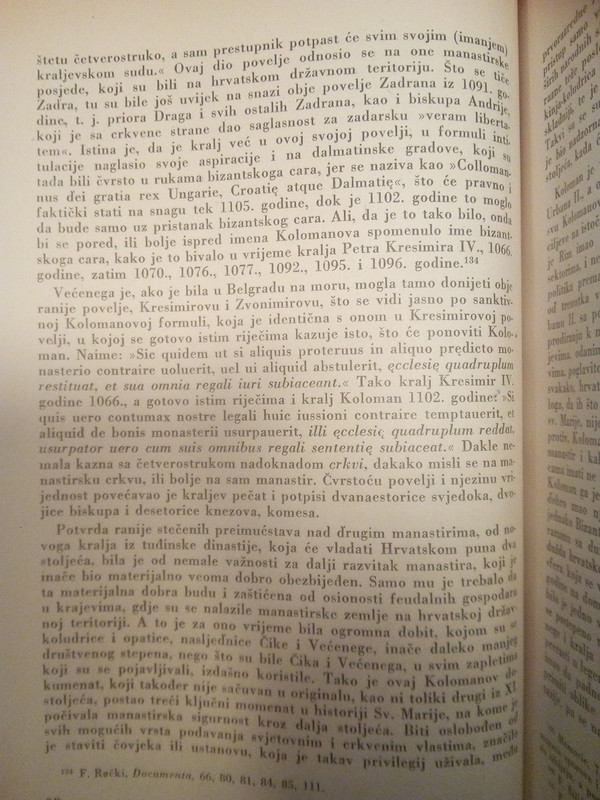 štetu četverostruko, a sam prestupnik potpast će svim svojim (imanjem)
kraljevskom sudu.« Ovaj dio povelje odnosio se na one manastirske
posjede, koji su bili na hrvatskom državnom teritoriju. Što se tiče
Zadra, tu su bile još uvijek na snazi obje povelje Zadrana iz 1091. go-
dine, t. j. priora Draga i svih ostalih Zadrana, kao i biskupa Andrije,
koji je sa crkvene strane dao saglasnost za zadarsku »veram liberta-
tem«. Istina je, da je kralj već u ovoj svojoj povelji, u formuli inti-
tulacije naglasio svoje aspiracije i na dalmatinske gradove, koji su
tada bili čvrsto u rukama bizantskoga cara, jer se naziva kao »Colloman-
nus dei gratia rex Ungarie, Croatię atque Dalmatię«, što će pravno i
faktički stati na snagu tek 1105. godine, dok je 1102. godine to moglo
da bude samo uz pristanak bizantskog cara. Ali, da je to tako bilo, onda
bi se pored, ili bolje ispred imena Kolomanova spomenulo ime bizant-
skoga cara, kako je to bivalo u vrijeme kralja Petra Kresimira IV., 1066.
godine, zatim 1070., 1076., 1077., 1092., 1095. i 1096. godine.¹³⁴
Većenega je, ako je bila u Belgradu na moru, mogla tamo donijeti obje
ranije povelje, Kresimirovu i Zvonimirovu, što se vidi jasno po sanktiv-
noj Kolomanovoj formuli, koja je identična s onom u Kresimirovoj po-
velji, u kojoj se gotovo istim riječima kazuje isto, što će ponoviti Kolo-
man. Naime: »Sic quidem ut si aliquis proteruus in aliquo prędicto mo-
nasterio contraire uoluerit, uel ui aliquid abstulerit, ęcclesię quadruplum
restituat, et sua omnia regali iuri subiaceant.« Tako kralj Kresimir IV.
godine 1066., a gotovo istim riječima i kralj Koloman 1102. godine: »Si
quis uero contumax nostre legali huic iussioni contraire temptauerit, et
aliquid de bonis monasterii usurpauerit, illi ęcclesię quadruplum reddat,
usurpator uero cum suis omnibus regali sententię subiaceat.« Dakle ne-
mala kazna sa četverostrukom nadoknadom crkvi, dakako misli se na ma-
nastirsku crkvu, ili bolje na sam manastir. Čvrstoću povelji i njezinu vri-
jednost povećavao je kraljev pečat i potpisi dvanaestorice svjedoka, dvo-
jice biskupa i desetorice knezova, komesa.
Potvrda ranije stečenih preimućstava nad drugim manastirima, od no-
voga kralja iz tuđinske dinastije, koja će vladati Hrvatskom puna dva
stoljeća, bila je od nemale važnosti za dalji razvitak manastira, koji je
inače bio materijalno veoma dobro obezbijeđen. Samo mu je trebalo da
ta materijalna dobra budu i zaštićena od osionosti feudalnih gospodara
u krajevima, gdje su se nalazile manastirske zemlje na hrvatskoj držav-
noj teritoriji. A to je za ono vrijeme bila ogromna dobit, kojom su se
koludrice i opatice, nasljednice Čike i Većenege, inače daleko manjeg
društvenog stepena, nego što su bile Čika i Većenega, u svim zapletima
koji su se pojavljivali, izdašno koristile. Tako je ovaj Kolomanov do-
kumenat, koji također nije sačuvan u originalu, kao ni toliki drugi iz XI.
stoljeća, postao treći ključni momenat u historiji Sv. Marije, na kome je
počivala manastirska sigurnost kroz dalja stoljeća. Biti oslobođen od
svih mogućih vrsta podavanja svjetovnim i crkvenim vlastima, značilo
je staviti čovjeka ili ustanovu, koja je takav privilegij uživala, među
¹³⁴ F. Rački, Documenta, 66, 80, 81, 84, 85, 111.